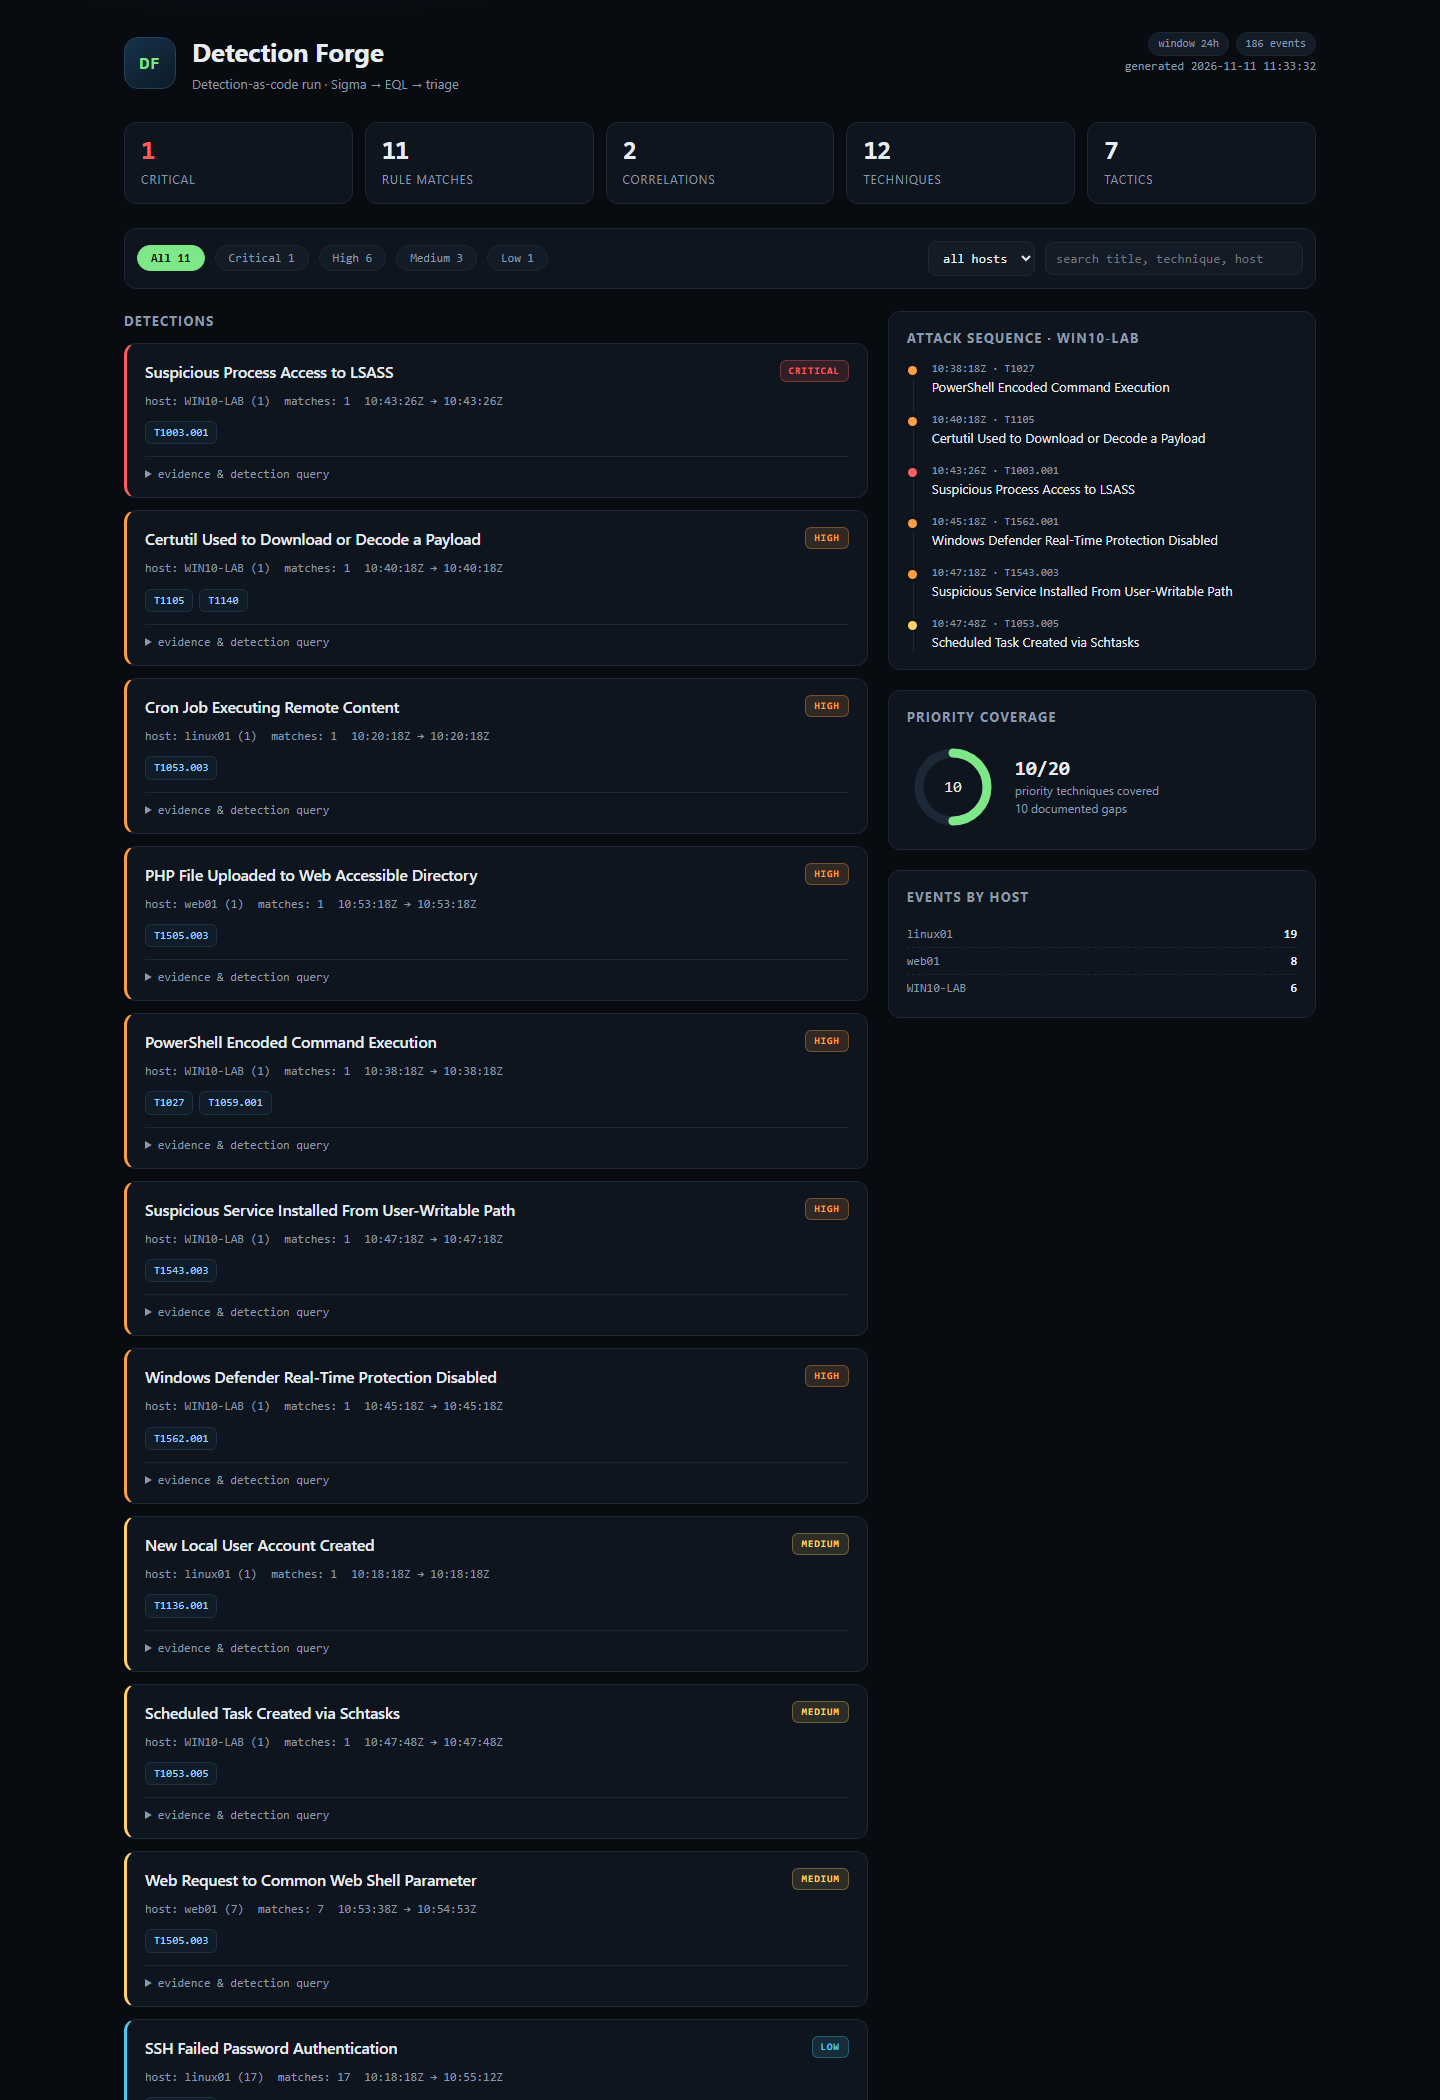 DF
Detection Forge
Detection-as-code run · Sigma → EQL → triage
window 24h
186 events
generated 2026-11-11 11:33:32
1
CRITICAL
11
RULE MATCHES
2
CORRELATIONS
12
TECHNIQUES
7
TACTICS
All 11
Critical 1
High 6
Medium 3
Low 1
all hosts
search title, technique, host
DETECTIONS
Suspicious Process Access to LSASS
CRITICAL
host: WIN10-LAB (1) matches: 1 10:43:26Z → 10:43:26Z
T1003.001
▶ evidence & detection query
Certutil Used to Download or Decode a Payload
HIGH
host: WIN10-LAB (1) matches: 1 10:40:18Z → 10:40:18Z
T1105 T1140
▶ evidence & detection query
Cron Job Executing Remote Content
HIGH
host: linux01 (1) matches: 1 10:20:18Z → 10:20:18Z
T1053.003
▶ evidence & detection query
PHP File Uploaded to Web Accessible Directory
HIGH
host: web01 (1) matches: 1 10:53:18Z → 10:53:18Z
T1505.003
▶ evidence & detection query
PowerShell Encoded Command Execution
HIGH
host: WIN10-LAB (1) matches: 1 10:38:18Z → 10:38:18Z
T1027 T1059.001
▶ evidence & detection query
Suspicious Service Installed From User-Writable Path
HIGH
host: WIN10-LAB (1) matches: 1 10:47:18Z → 10:47:18Z
T1543.003
▶ evidence & detection query
Windows Defender Real-Time Protection Disabled
HIGH
host: WIN10-LAB (1) matches: 1 10:45:18Z → 10:45:18Z
T1562.001
▶ evidence & detection query
New Local User Account Created
MEDIUM
host: linux01 (1) matches: 1 10:18:18Z → 10:18:18Z
T1136.001
▶ evidence & detection query
Scheduled Task Created via Schtasks
MEDIUM
host: WIN10-LAB (1) matches: 1 10:47:48Z → 10:47:48Z
T1053.005
▶ evidence & detection query
Web Request to Common Web Shell Parameter
MEDIUM
host: web01 (7) matches: 7 10:53:38Z → 10:54:53Z
T1505.003
▶ evidence & detection query
SSH Failed Password Authentication
LOW
host: linux01 (17) matches: 17 10:18:18Z → 10:55:12Z
ATTACK SEQUENCE · WIN10-LAB
10:38:18Z · T1027
PowerShell Encoded Command Execution
10:40:18Z · T1105
Certutil Used to Download or Decode a Payload
10:43:26Z · T1003.001
Suspicious Process Access to LSASS
10:45:18Z · T1562.001
Windows Defender Real-Time Protection Disabled
10:47:18Z · T1543.003
Suspicious Service Installed From User-Writable Path
10:47:48Z · T1053.005
Scheduled Task Created via Schtasks
PRIORITY COVERAGE
10
10/20
priority techniques covered
10 documented gaps
EVENTS BY HOST
linux01 19
web01 8
WIN10-LAB 6